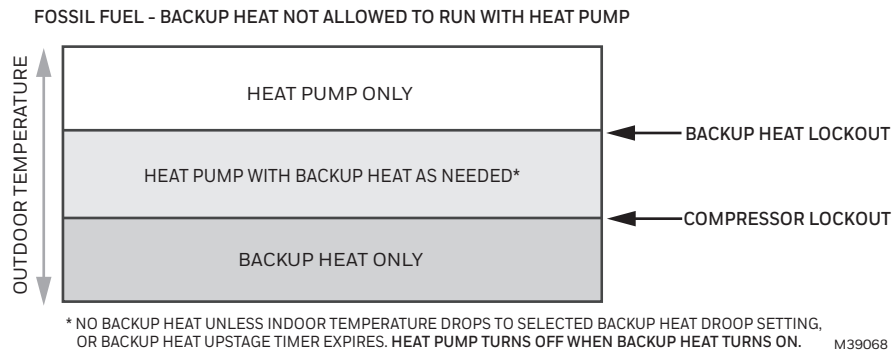 FOSSIL FUEL - BACKUP HEAT NOT ALLOWED TO RUN WITH HEAT PUMP
OUTDOOR TEMPERATURE
HEAT PUMP ONLY
BACKUP HEAT LOCKOUT
HEAT PUMP WITH BACKUP HEAT AS NEEDED*
COMPRESSOR LOCKOUT
BACKUP HEAT ONLY
* NO BACKUP HEAT UNLESS INDOOR TEMPERATURE DROPS TO SELECTED BACKUP HEAT DROOP SETTING,
OR BACKUP HEAT UPSTAGE TIMER EXPIRES. HEAT PUMP TURNS OFF WHEN BACKUP HEAT TURNS ON.
M39068